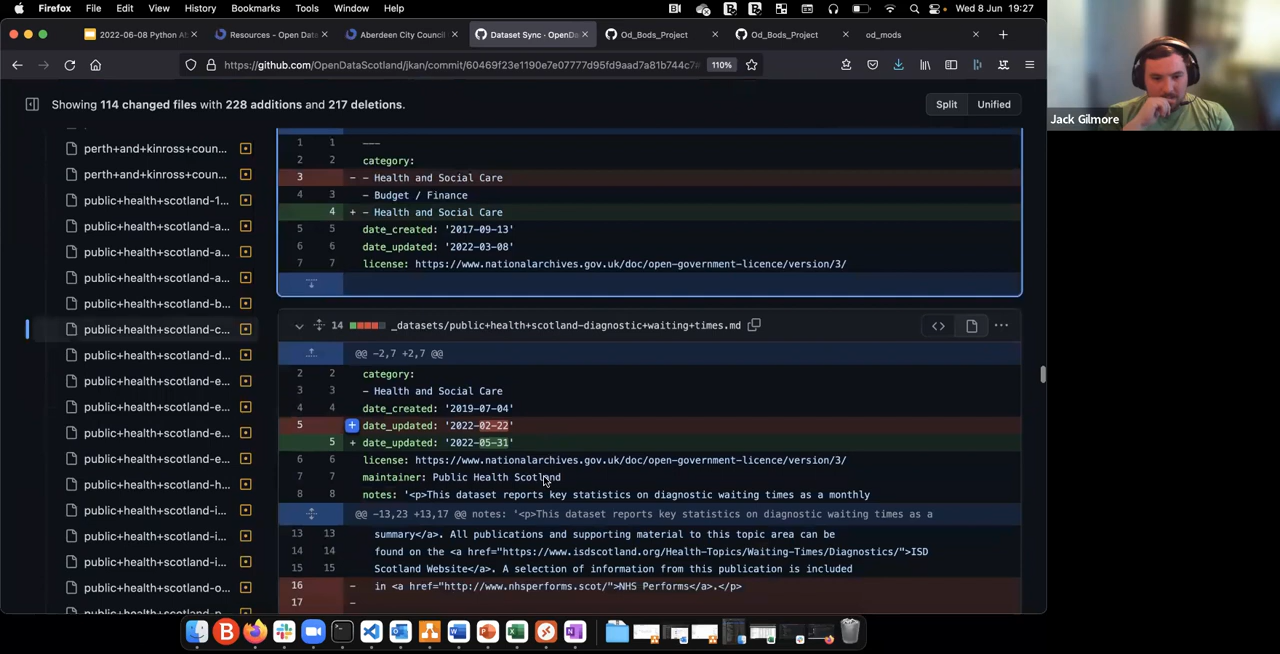 Firefox File Edit View History Bookmarks Tools Window Help Wed 8 Jun 19:27
2022-06-08 Python A Resources - Open Dat Aberdeen City Council Dataset Sync · OpenDa Od_Bods_Project Od_Bods_Project od_mods
https://github.com/OpenDataScotland/jkan/commit/60469f23e1190e7e07777d95fd9aad7a81b744c7 110%
Jack Gilmore
Showing 114 changed files with 228 additions and 217 deletions.
Split Unified
perth+and+kinross+coun...
perth+and+kinross+coun...
public+health+scotland-1...
public+health+scotland-a...
public+health+scotland-a...
public+health+scotland-a...
public+health+scotland-b...
public+health+scotland-c...
public+health+scotland-d...
public+health+scotland-e...
public+health+scotland-e...
public+health+scotland-e...
public+health+scotland-e...
public+health+scotland-h...
public+health+scotland-i...
public+health+scotland-i...
public+health+scotland-i...
public+health+scotland-o...
public+health+scotland-p...
1 1 ---
2 2 category:
3 - - Health and Social Care
4 3 - Budget / Finance
4 + - Health and Social Care
5 5 date_created: '2017-09-13'
6 6 date_updated: '2022-03-08'
7 7 license: https://www.nationalarchives.gov.uk/doc/open-government-licence/version/3/
14 _datasets/public+health+scotland-diagnostic+waiting+times.md
@@ -2,7 +2,7 @@
2 2 category:
3 3 - Health and Social Care
4 4 date_created: '2019-07-04'
5 + date_updated: '2022-02-22'
5 + date_updated: '2022-05-31'
6 6 license: https://www.nationalarchives.gov.uk/doc/open-government-licence/version/3/
7 7 maintainer: Public Health Scotland
8 8 notes: '<p>This dataset reports key statistics on diagnostic waiting times as a monthly
@@ -13,23 +13,17 @@ notes: '<p>This dataset reports key statistics on diagnostic waiting times as a
13 13 summary</a>. All publications and supporting material to this topic area can be
14 14 found on the <a href="https://www.isdscotland.org/Health-Topics/Waiting-Times/Diagnostics/">ISD
15 15 Scotland Website</a>. A selection of information from this publication is included
16 - in <a href="http://www.nhsperforms.scot/">NHS Performs</a>.</p>
17 -